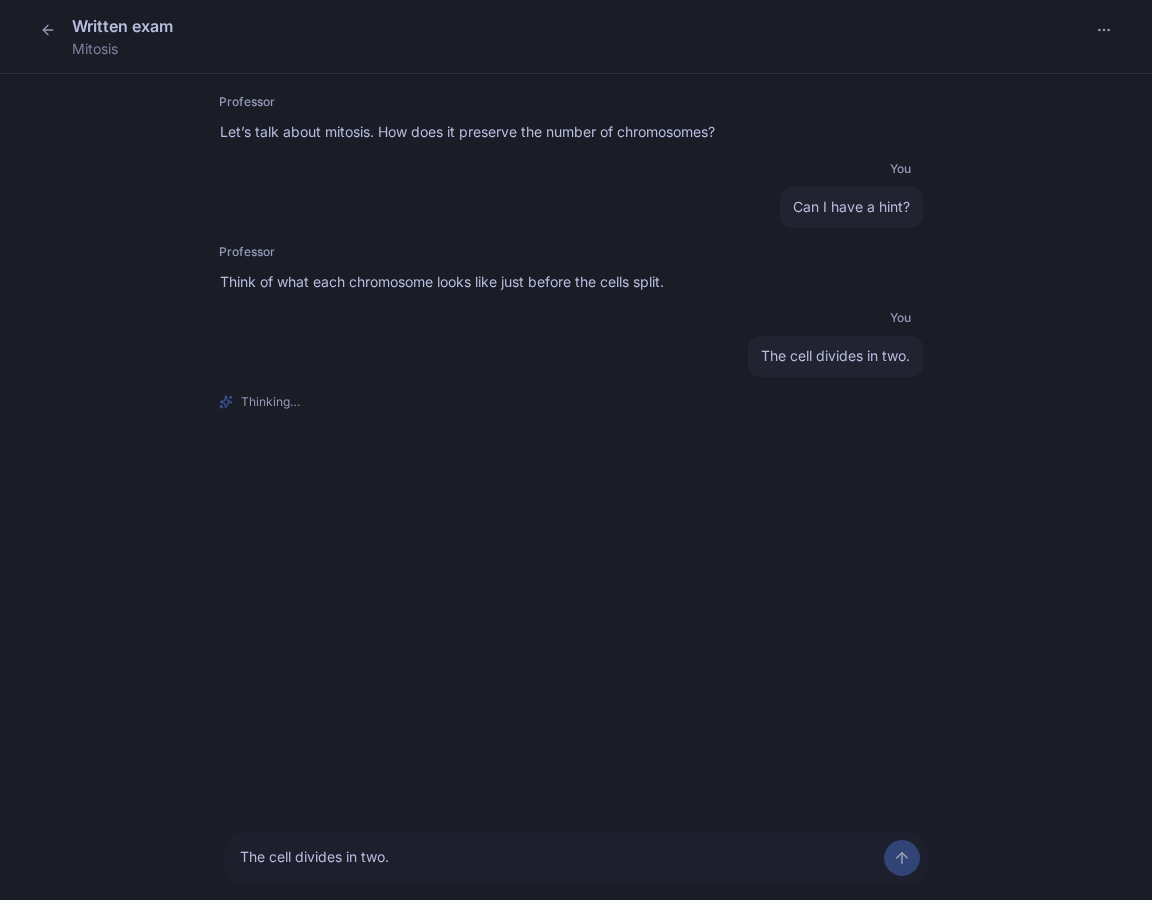 Written exam
Mitosis
Professor
Let’s talk about mitosis. How does it preserve the number of chromosomes?
You
Can I have a hint?
Professor
Think of what each chromosome looks like just before the cells split.
You
The cell divides in two.
Thinking...
The cell divides in two.